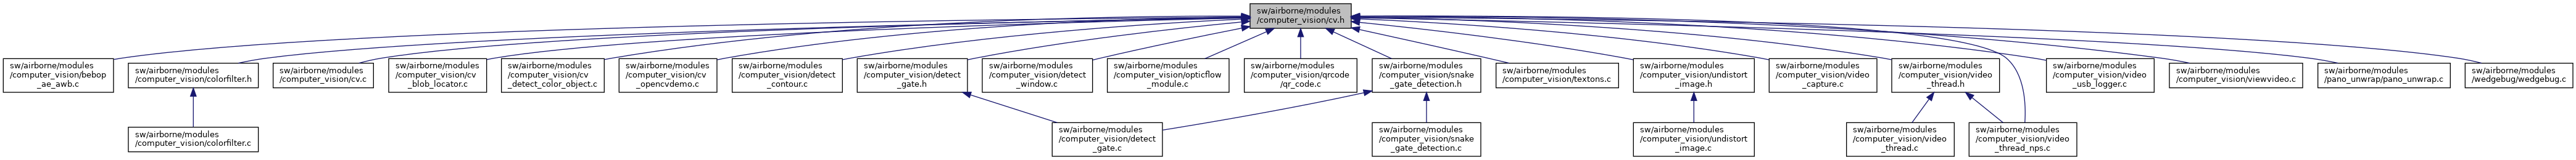 sw/airborne/modules
/computer_vision/cv.h
sw/airborne/modules
/computer_vision/bebop
_ae_awb.c
sw/airborne/modules
/computer_vision/colorfilter.h
sw/airborne/modules
/computer_vision/cv.c
sw/airborne/modules
/computer_vision/cv
_blob_locator.c
sw/airborne/modules
/computer_vision/cv
_detect_color_object.c
sw/airborne/modules
/computer_vision/cv
_opencvdemo.c
sw/airborne/modules
/computer_vision/detect
_contour.c
sw/airborne/modules
/computer_vision/detect
_gate.h
sw/airborne/modules
/computer_vision/detect
_window.c
sw/airborne/modules
/computer_vision/opticflow
_module.c
sw/airborne/modules
/computer_vision/qrcode
/qr_code.c
sw/airborne/modules
/computer_vision/snake
_gate_detection.h
sw/airborne/modules
/computer_vision/textons.c
sw/airborne/modules
/computer_vision/undistort
_image.h
sw/airborne/modules
/computer_vision/video
_capture.c
sw/airborne/modules
/computer_vision/video
_thread.h
sw/airborne/modules
/computer_vision/video
_usb_logger.c
sw/airborne/modules
/computer_vision/viewvideo.c
sw/airborne/modules
/pano_unwrap/pano_unwrap.c
sw/airborne/modules
/wedgebug/wedgebug.c
sw/airborne/modules
/computer_vision/colorfilter.c
sw/airborne/modules
/computer_vision/detect
_gate.c
sw/airborne/modules
/computer_vision/snake
_gate_detection.c
sw/airborne/modules
/computer_vision/undistort
_image.c
sw/airborne/modules
/computer_vision/video
_thread.c
sw/airborne/modules
/computer_vision/video
_thread_nps.c